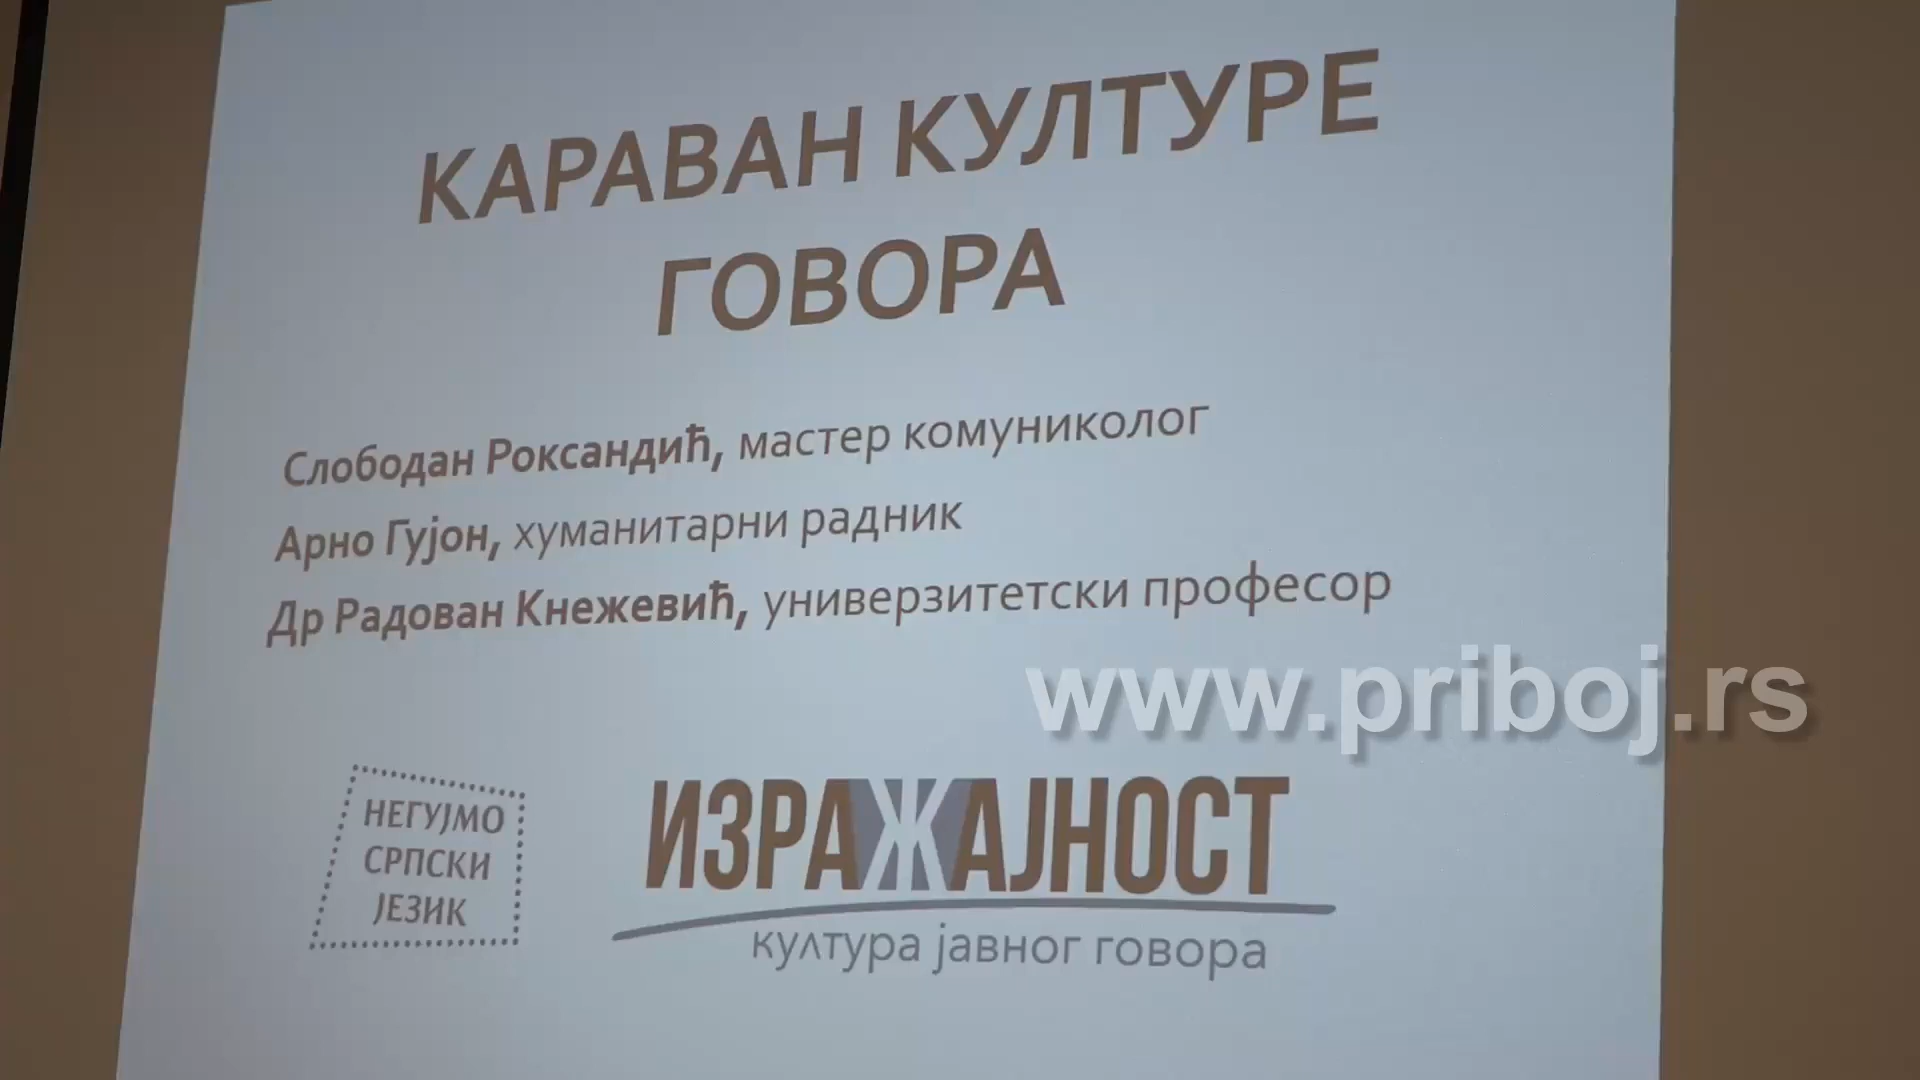 КАРАВАН КУЛТУРЕ
ГОВОРА
Слободан Роксандић, мастер комуниколог
Арно Гујон, хуманитарни радник
Др Радован Кнежевић, универзитетски професор
www.priboj.rs
НЕГУЈМО
СРПСКИ
ЈЕЗИК
ИЗРАЖАЈНОСТ
култура јавног говора